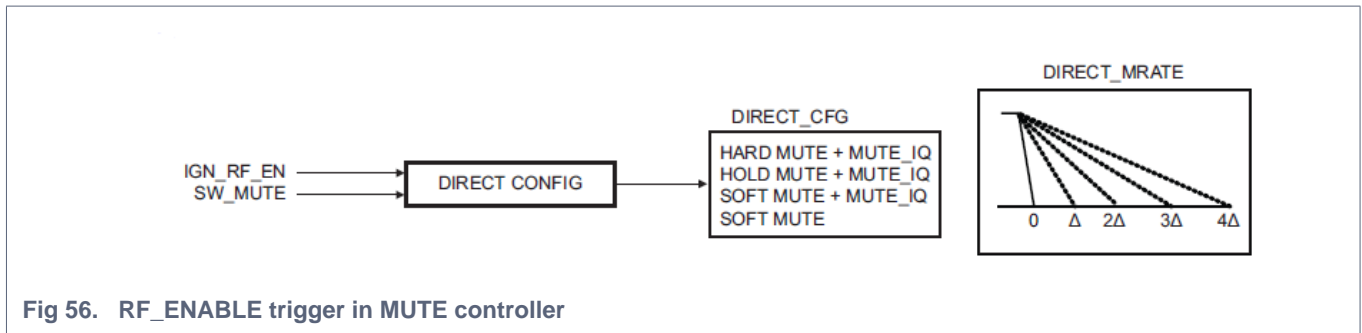 DIRECT_MRATE
DIRECT_CFG
IGN_RF_EN
SW_MUTE
DIRECT CONFIG
HARD MUTE + MUTE_IQ
HOLD MUTE + MUTE_IQ
SOFT MUTE + MUTE_IQ
SOFT MUTE
0 Δ 2Δ 3Δ 4Δ
Fig 56. RF_ENABLE trigger in MUTE controller